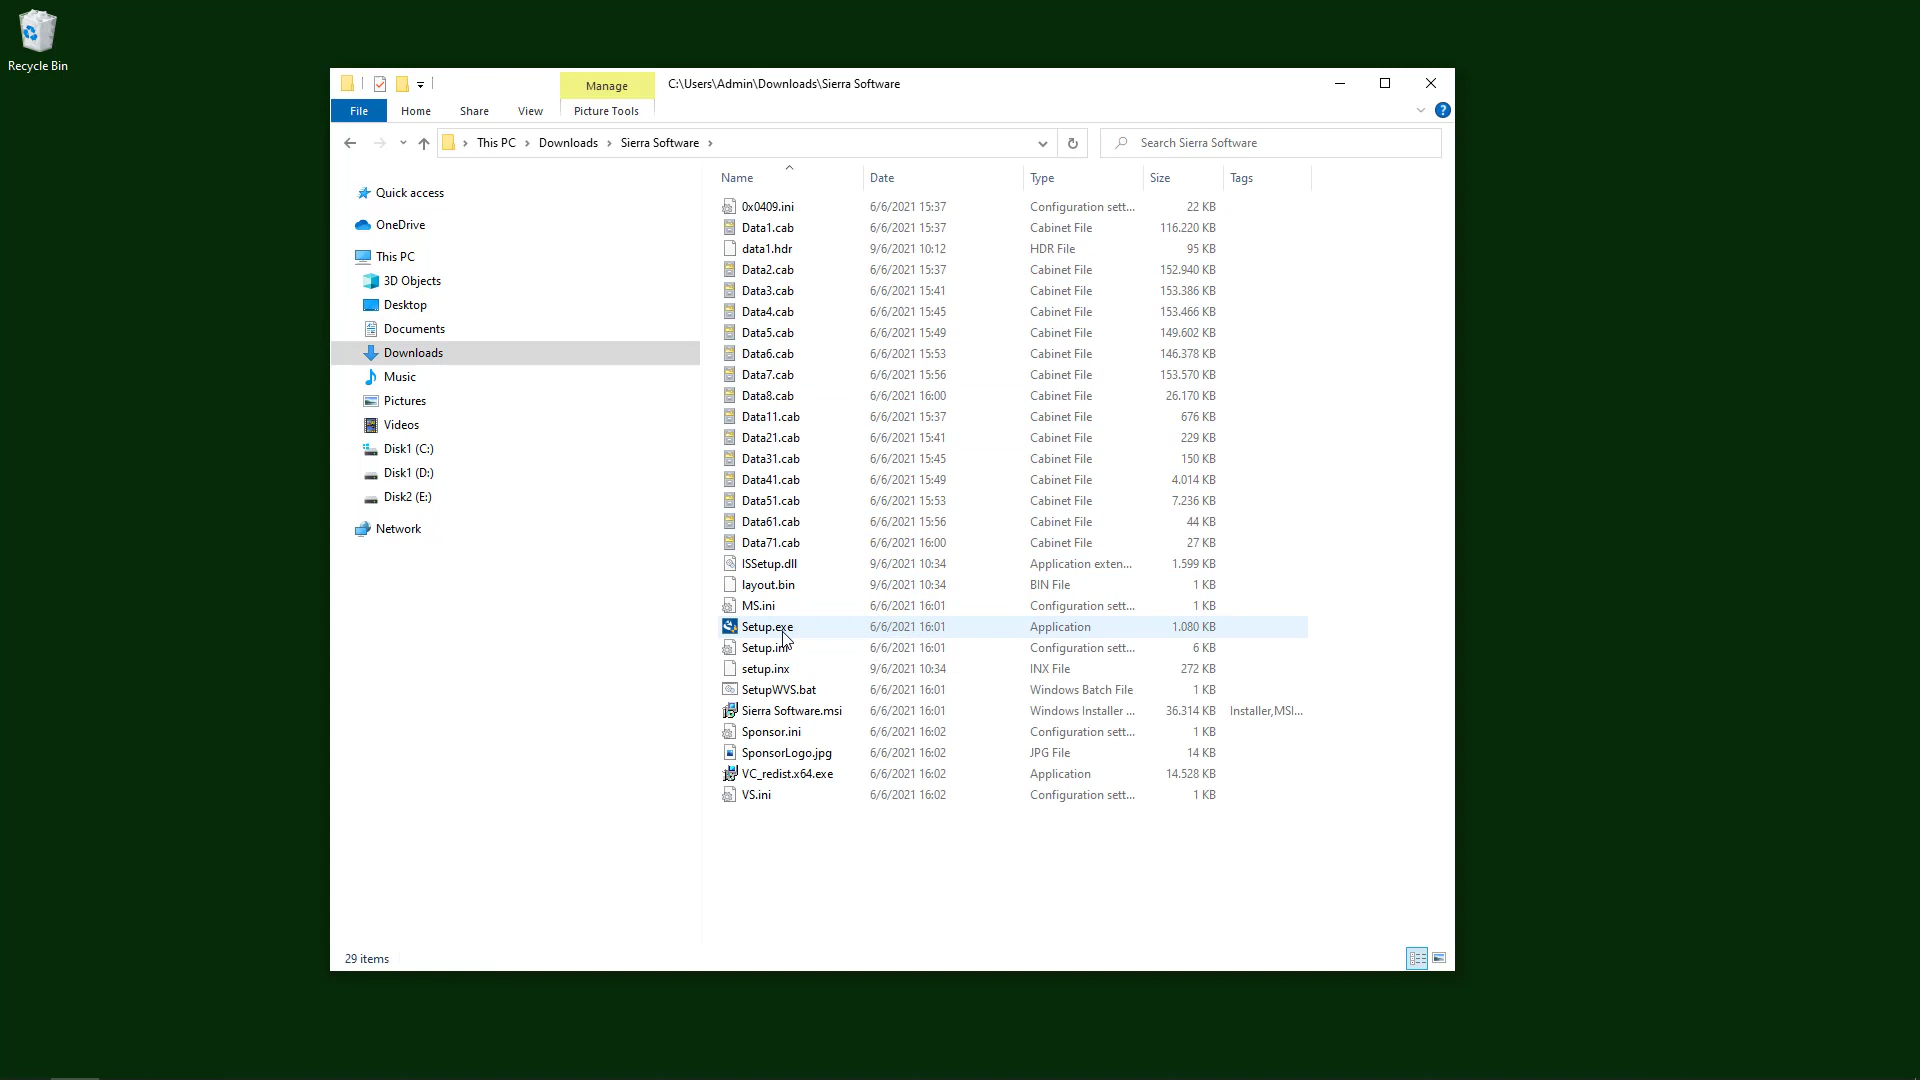 Recycle Bin
Manage
C:\Users\Admin\Downloads\Sierra Software
File Home Share View Picture Tools
This PC Downloads Sierra Software
Search Sierra Software
Name Date Type Size Tags
Quick access
OneDrive
This PC
3D Objects
Desktop
Documents
Downloads
Music
Pictures
Videos
Disk1 (C:)
Disk1 (D:)
Disk2 (E:)
Network
0x0409.ini 6/6/2021 15:37 Configuration sett... 22 KB
Data1.cab 6/6/2021 15:37 Cabinet File 116.220 KB
data1.hdr 9/6/2021 10:12 HDR File 95 KB
Data2.cab 6/6/2021 15:37 Cabinet File 152.940 KB
Data3.cab 6/6/2021 15:41 Cabinet File 153.386 KB
Data4.cab 6/6/2021 15:45 Cabinet File 153.466 KB
Data5.cab 6/6/2021 15:49 Cabinet File 149.602 KB
Data6.cab 6/6/2021 15:53 Cabinet File 146.378 KB
Data7.cab 6/6/2021 15:56 Cabinet File 153.570 KB
Data8.cab 6/6/2021 16:00 Cabinet File 26.170 KB
Data11.cab 6/6/2021 15:37 Cabinet File 676 KB
Data21.cab 6/6/2021 15:41 Cabinet File 229 KB
Data31.cab 6/6/2021 15:45 Cabinet File 150 KB
Data41.cab 6/6/2021 15:49 Cabinet File 4.014 KB
Data51.cab 6/6/2021 15:53 Cabinet File 7.236 KB
Data61.cab 6/6/2021 15:56 Cabinet File 44 KB
Data71.cab 6/6/2021 16:00 Cabinet File 27 KB
ISSetup.dll 9/6/2021 10:34 Application exten... 1.599 KB
layout.bin 9/6/2021 10:34 BIN File 1 KB
MS.ini 6/6/2021 16:01 Configuration sett... 1 KB
Setup.exe 6/6/2021 16:01 Application 1.080 KB
Setup.ini 6/6/2021 16:01 Configuration sett... 6 KB
setup.inx 9/6/2021 10:34 INX File 272 KB
SetupWVS.bat 6/6/2021 16:01 Windows Batch File 1 KB
Sierra Software.msi 6/6/2021 16:01 Windows Installer ... 36.314 KB Installer,MSI...
Sponsor.ini 6/6/2021 16:02 Configuration sett... 1 KB
SponsorLogo.jpg 6/6/2021 16:02 JPG File 14 KB
VC_redist.x64.exe 6/6/2021 16:02 Application 14.528 KB
VS.ini 6/6/2021 16:02 Configuration sett... 1 KB
29 items